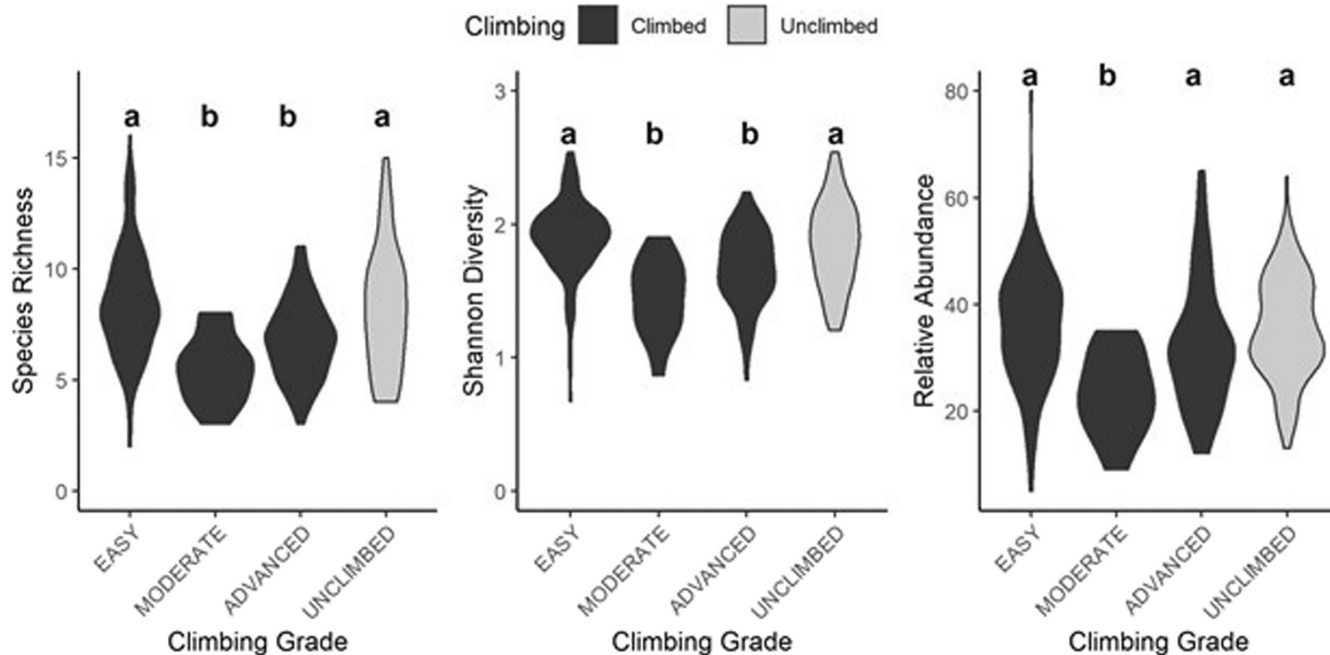 Climbing Climbed Unclimbed
Species Richness
15
10
5
0
a b b a
EASY MODERATE ADVANCED UNCLIMBED
Climbing Grade
Shannon Diversity
3
2
1
0
a b b a
EASY MODERATE ADVANCED UNCLIMBED
Climbing Grade
Relative Abundance
80
60
40
20
a b a a
EASY MODERATE ADVANCED UNCLIMBED
Climbing Grade